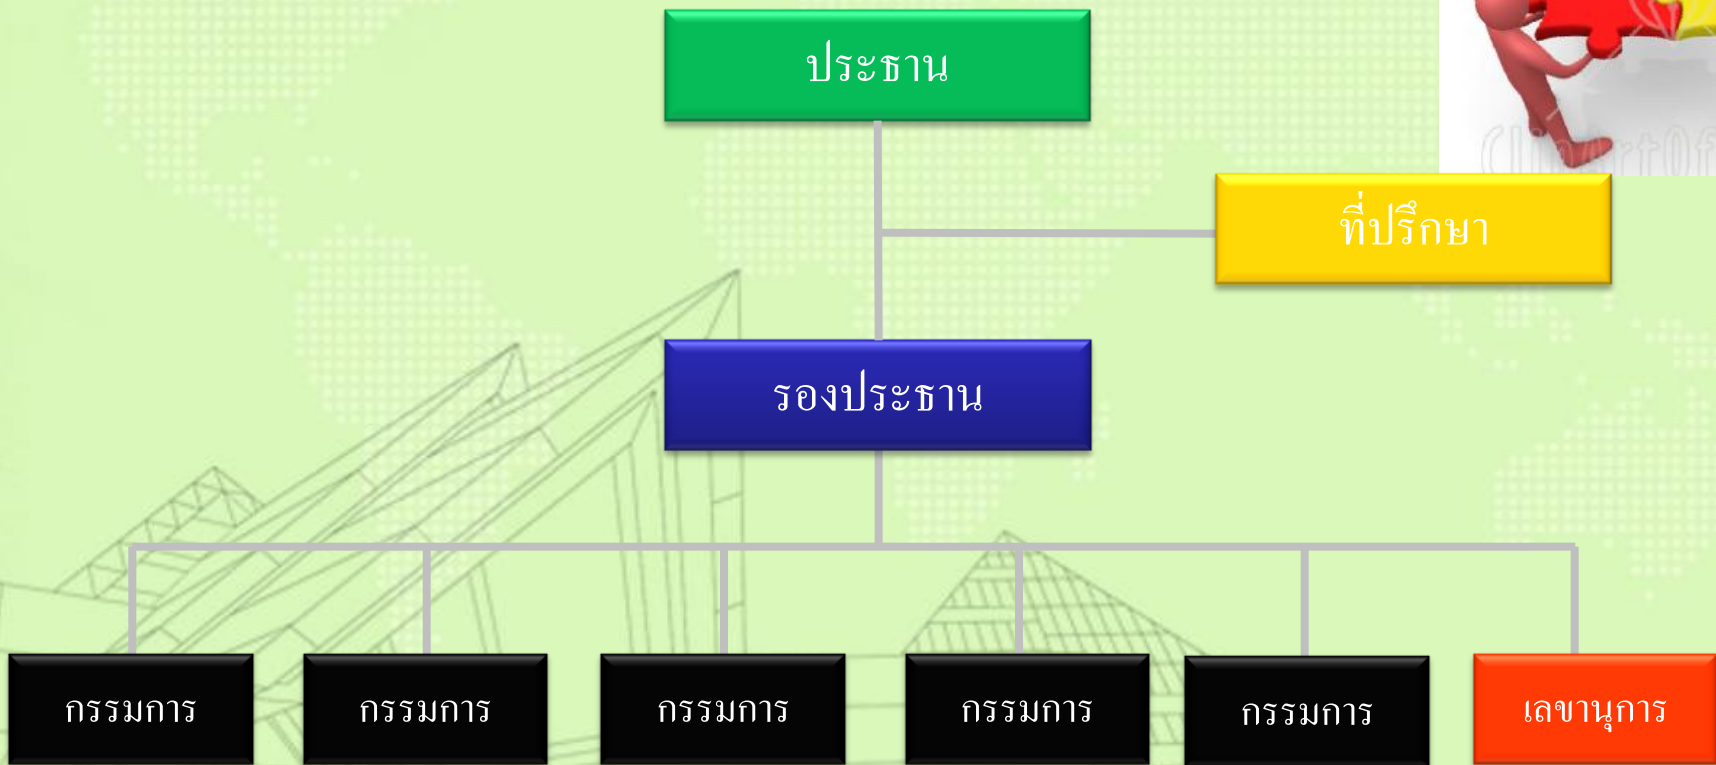 ประธาน
ที่ปรึกษา
รองประธาน
กรรมการ
กรรมการ
กรรมการ
กรรมการ
กรรมการ
เลขานุการ